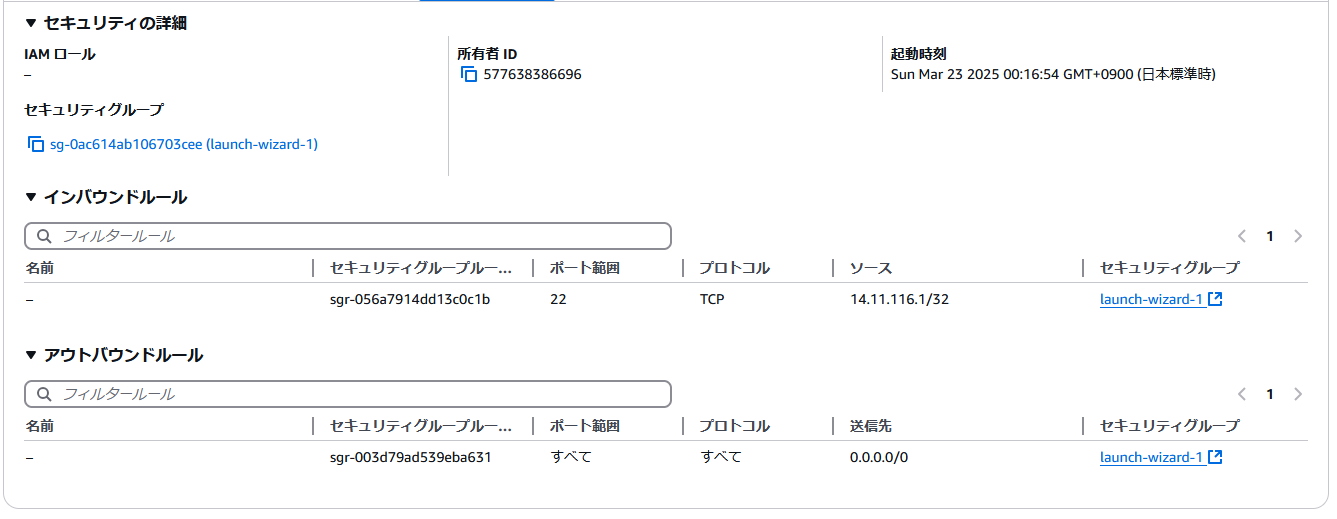 ▼ セキュリティの詳細
IAM ロール
–
所有者 ID
577638386696
起動時刻
Sun Mar 23 2025 00:16:54 GMT+0900 (日本標準時)
セキュリティグループ
sg-0ac614ab106703cee (launch-wizard-1)
▼ インバウンドルール
フィルタールール
1
名前 セキュリティグループルー... ポート範囲 プロトコル ソース セキュリティグループ
– sgr-056a7914dd13c0c1b 22 TCP 14.11.116.1/32 launch-wizard-1
▼ アウトバウンドルール
フィルタールール
1
名前 セキュリティグループルー... ポート範囲 プロトコル 送信先 セキュリティグループ
– sgr-003d79ad539eba631 すべて すべて 0.0.0.0/0 launch-wizard-1